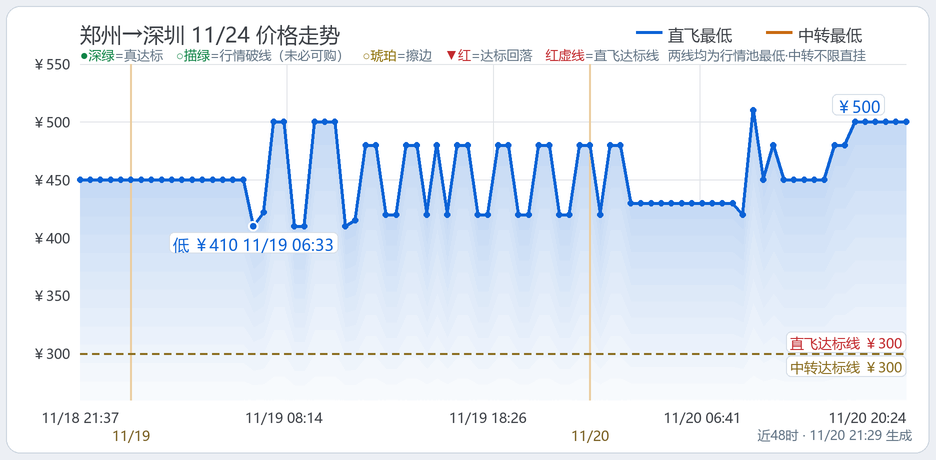 郑州→深圳 11/24 价格走势
直飞最低 中转最低
●深绿=真达标 ○描绿=行情破线（未必可购） ○琥珀=擦边 ▼红=达标回落 红虚线=直飞达标线 两线均为行情池最低·中转不限直挂
￥550
￥500
￥500
￥450
￥400
低 ￥410 11/19 06:33
￥350
￥300
直飞达标线 ￥300
中转达标线 ￥300
11/18 21:37 11/19 08:14 11/19 18:26 11/20 06:41 11/20 20:24
11/19 11/20
近48时 · 11/20 21:29 生成